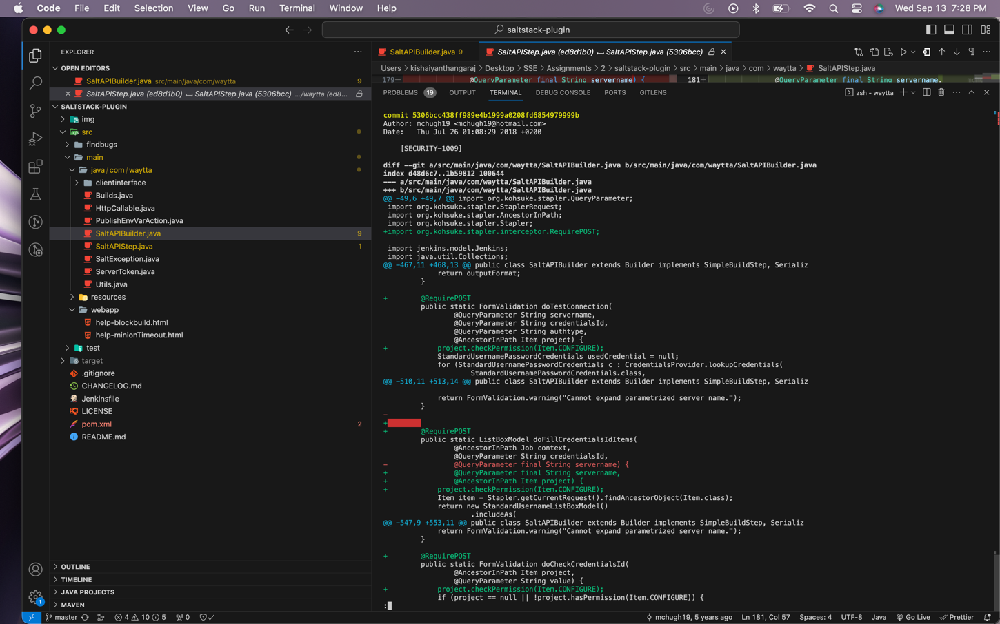 Code File Edit Selection View Go Run Terminal Window Help Wed Sep 13 7:28 PM
saltstack-plugin
EXPLORER
OPEN EDITORS
SaltAPIBuilder.java src/main/java/com/waytta 9
SaltAPIStep.java (ed8d1b0) ↔ SaltAPIStep.java (5306bcc) .../waytta (ed8...
SALTSTACK-PLUGIN
img
src
findbugs
main
java/com/waytta
clientinterface
Builds.java
HttpCallable.java
PublishEnvVarAction.java
SaltAPIBuilder.java 9
SaltAPIStep.java 1
SaltException.java
ServerToken.java
Utils.java
resources
webapp
help-blockbuild.html
help-minionTimeout.html
test
target
.gitignore
CHANGELOG.md
Jenkinsfile
LICENSE
pom.xml 2
README.md
OUTLINE
TIMELINE
JAVA PROJECTS
MAVEN
SaltAPIBuilder.java 9 SaltAPIStep.java (ed8d1b0) ↔ SaltAPIStep.java (5306bcc)
Users > kishaiyanthangaraj > Desktop > SSE > Assignments > 2 > saltstack-plugin > src > main > java > com > waytta > SaltAPIStep.java
179− @QueryParameter final String servername) { 181+ @QueryParameter final String servername,
PROBLEMS 19 OUTPUT TERMINAL DEBUG CONSOLE PORTS GITLENS zsh - waytta
commit 5306bcc438ff989e4b1999a0208fd6854979999b
Author: mchugh19 <mchugh19@hotmail.com>
Date: Thu Jul 26 01:08:29 2018 +0200
[SECURITY-1009]
diff --git a/src/main/java/com/waytta/SaltAPIBuilder.java b/src/main/java/com/waytta/SaltAPIBuilder.java
index d48d6c7..1b59812 100644
--- a/src/main/java/com/waytta/SaltAPIBuilder.java
+++ b/src/main/java/com/waytta/SaltAPIBuilder.java
@@ -49,6 +49,7 @@ import org.kohsuke.stapler.QueryParameter;
import org.kohsuke.stapler.StaplerRequest;
import org.kohsuke.stapler.AncestorInPath;
import org.kohsuke.stapler.Stapler;
+import org.kohsuke.stapler.interceptor.RequirePOST;
import jenkins.model.Jenkins;
import java.util.Collections;
@@ -467,11 +468,13 @@ public class SaltAPIBuilder extends Builder implements SimpleBuildStep, Serializ
return outputFormat;
}
+ @RequirePOST
public static FormValidation doTestConnection(
@QueryParameter String servername,
@QueryParameter String credentialsId,
@QueryParameter String authtype,
@AncestorInPath Item project) {
+ project.checkPermission(Item.CONFIGURE);
StandardUsernamePasswordCredentials usedCredential = null;
for (StandardUsernamePasswordCredentials c : CredentialsProvider.lookupCredentials(
StandardUsernamePasswordCredentials.class,
@@ -510,11 +513,14 @@ public class SaltAPIBuilder extends Builder implements SimpleBuildStep, Serializ
return FormValidation.warning("Cannot expand parametrized server name.");
}
-
+
+ @RequirePOST
public static ListBoxModel doFillCredentialsIdItems(
@AncestorInPath Job context,
@QueryParameter String credentialsId,
- @QueryParameter final String servername) {
+ @QueryParameter final String servername,
+ @AncestorInPath Item project) {
+ project.checkPermission(Item.CONFIGURE);
Item item = Stapler.getCurrentRequest().findAncestorObject(Item.class);
return new StandardUsernameListBoxModel()
.includeAs(
@@ -547,9 +553,11 @@ public class SaltAPIBuilder extends Builder implements SimpleBuildStep, Serializ
return FormValidation.warning("Cannot expand parametrized server name.");
}
+ @RequirePOST
public static FormValidation doCheckCredentialsId(
@AncestorInPath Item project,
@QueryParameter String value) {
+ project.checkPermission(Item.CONFIGURE);
if (project == null || !project.hasPermission(Item.CONFIGURE)) {
:
1
master 4 10 5 0 mchugh19, 5 years ago Ln 181, Col 57 Spaces: 4 UTF-8 Java Go Live Prettier